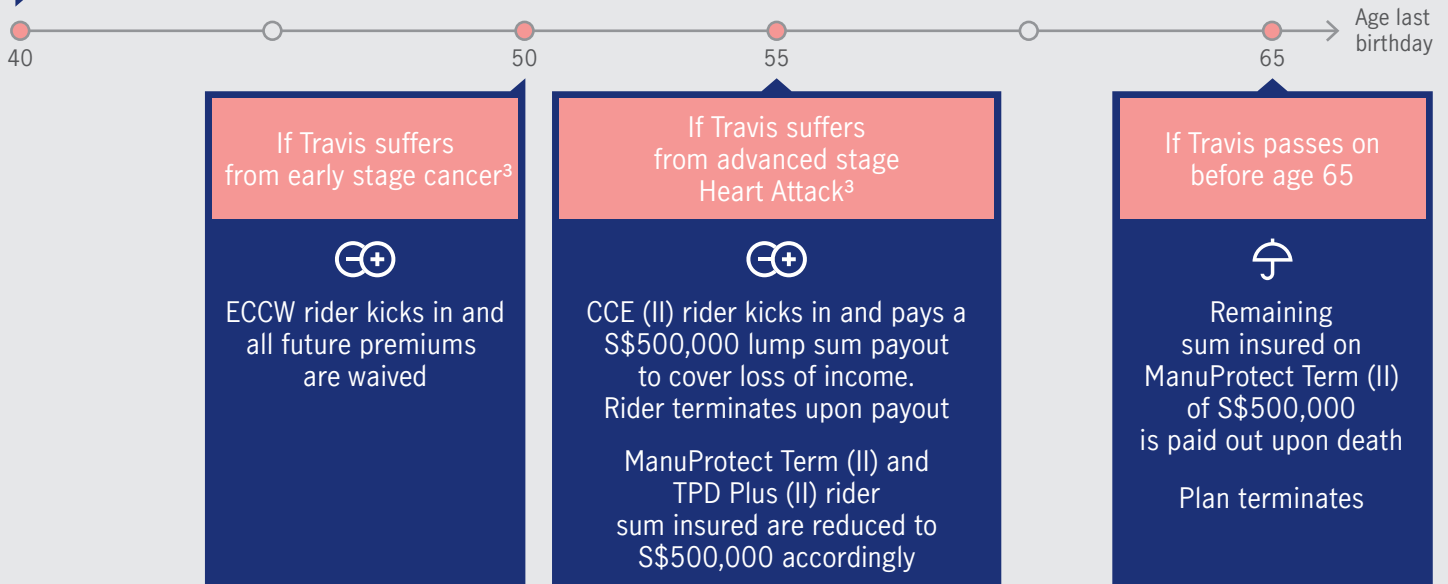 Age last
birthday
40
50
55
65
If Travis suffers
from early stage cancer³
ECCW rider kicks in and
all future premiums
are waived
If Travis suffers
from advanced stage
Heart Attack³
CCE (II) rider kicks in and pays a
S$500,000 lump sum payout
to cover loss of income.
Rider terminates upon payout
ManuProtect Term (II) and
TPD Plus (II) rider
sum insured are reduced to
S$500,000 accordingly
If Travis passes on
before age 65
Remaining
sum insured on
ManuProtect Term (II)
of S$500,000
is paid out upon death
Plan terminates